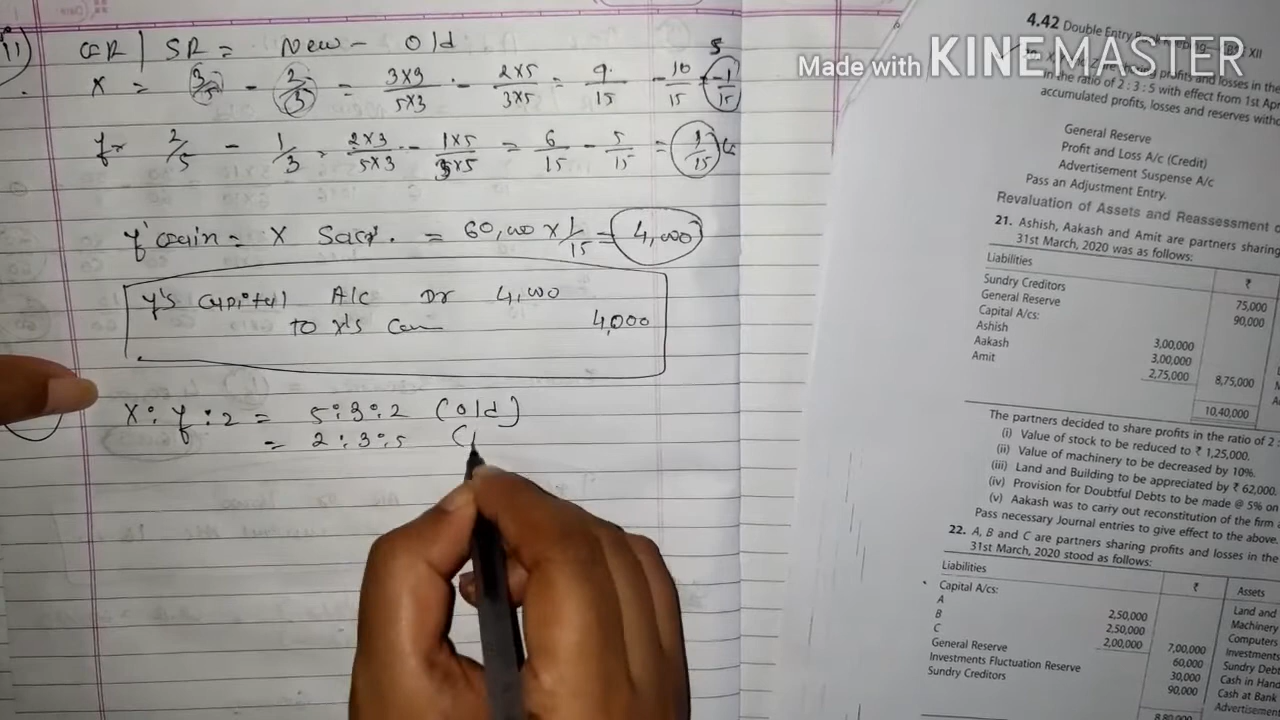 ii) GR | SR = New - Old
X = 3/5 - 2/3 = 3×3/5×3 - 2×5/3×5 = 9/15 - 10/15 = -1/15 S
Y = 2/5 - 1/3 = 2×3/5×3 - 1×5/3×5 = 6/15 - 5/15 = 1/15 G
Y' Gain = X Sacr. = 60,000 × 1/15 = 4,000
Y's Capital A/c Dr 4,000
to X's Cam 4,000
X : Y : Z = 5 : 3 : 2 (Old)
= 2 : 3 : 5 (
Made with KINEMASTER
4.42 Double Entry Book Keeping— XII
profits and losses in the
in the ratio of 2 : 3 : 5 with effect from 1st Apr
accumulated profits, losses and reserves witho
General Reserve
Profit and Loss A/c (Credit)
Advertisement Suspense A/c
Pass an Adjustment Entry.
Revaluation of Assets and Reassessment o
21. Ashish, Aakash and Amit are partners sharing
31st March, 2020 was as follows:
Liabilities ₹
Sundry Creditors 75,000
General Reserve 90,000
Capital A/cs:
Ashish 3,00,000
Aakash 3,00,000
Amit 2,75,000 8,75,000
10,40,000
The partners decided to share profits in the ratio of 2 :
(i) Value of stock to be reduced to ₹ 1,25,000.
(ii) Value of machinery to be decreased by 10%.
(iii) Land and Building to be appreciated by ₹ 62,000.
(iv) Provision for Doubtful Debts to be made @ 5% on
(v) Aakash was to carry out reconstitution of the firm
Pass necessary Journal entries to give effect to the above.
22. A, B and C are partners sharing profits and losses in the
31st March, 2020 stood as follows:
Liabilities ₹ Assets
Capital A/cs: Land and
A 2,50,000 Machinery
B 2,50,000 Computers
C 2,00,000 7,00,000 Investments
General Reserve 60,000 Sundry Debt
Investments Fluctuation Reserve 30,000 Cash in Hand
Sundry Creditors 90,000 Cash at Bank
Advertisement
8,80,000